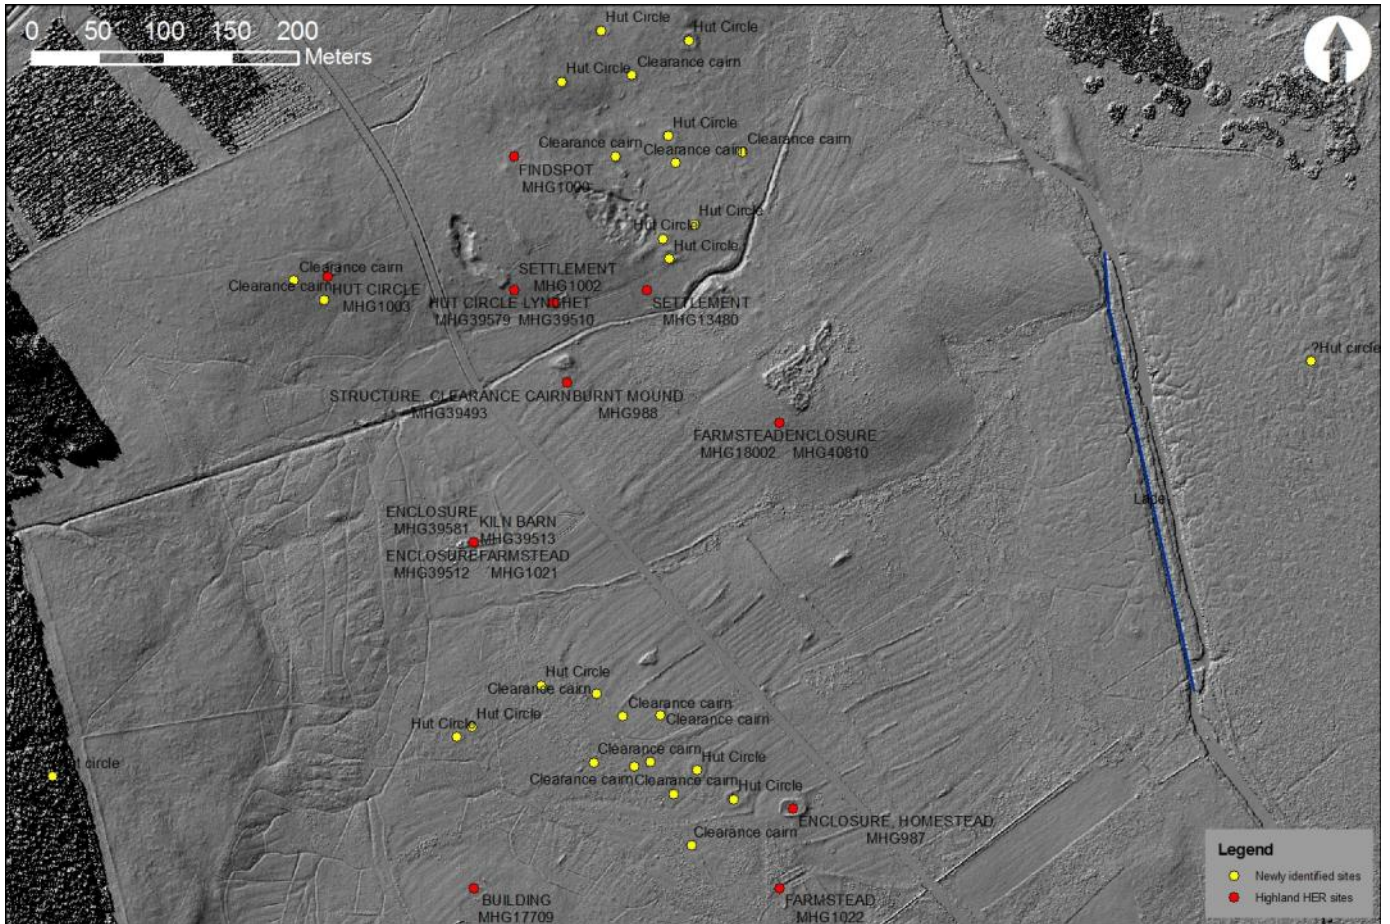 0 50 100 150 200
Meters
Hut Circle
Hut Circle
Hut Circle
Clearance cairn
Hut Circle
Clearance cairn
Clearance cairn
Clearance cairn
FINDSPOT
MHG1000
Hut Circle
Hut Circle
Hut Circle
Clearance cairn
Clearance cairn
HUT CIRCLE
MHG1003
SETTLEMENT
MHG1002
HUT CIRCLE LYNCHET
MHG39579 MHG39510
SETTLEMENT
MHG13480
?Hut circle
STRUCTURE, CLEARANCE CAIRN BURNT MOUND
MHG39493 MHG988
FARMSTEAD ENCLOSURE
MHG18002 MHG40810
Lade
ENCLOSURE
MHG39581
KILN BARN
MHG39513
ENCLOSURE FARMSTEAD
MHG39512 MHG1021
Hut Circle
Clearance cairn
Clearance cairn
Clearance cairn
Hut Circle
Hut Circle
Clearance cairn
Hut Circle
Clearance cairn
Clearance cairn
Hut Circle
circle
ENCLOSURE, HOMESTEAD
MHG987
Clearance cairn
BUILDING
MHG17709
FARMSTEAD
MHG1022
Legend
Newly identified sites
Highland HER sites